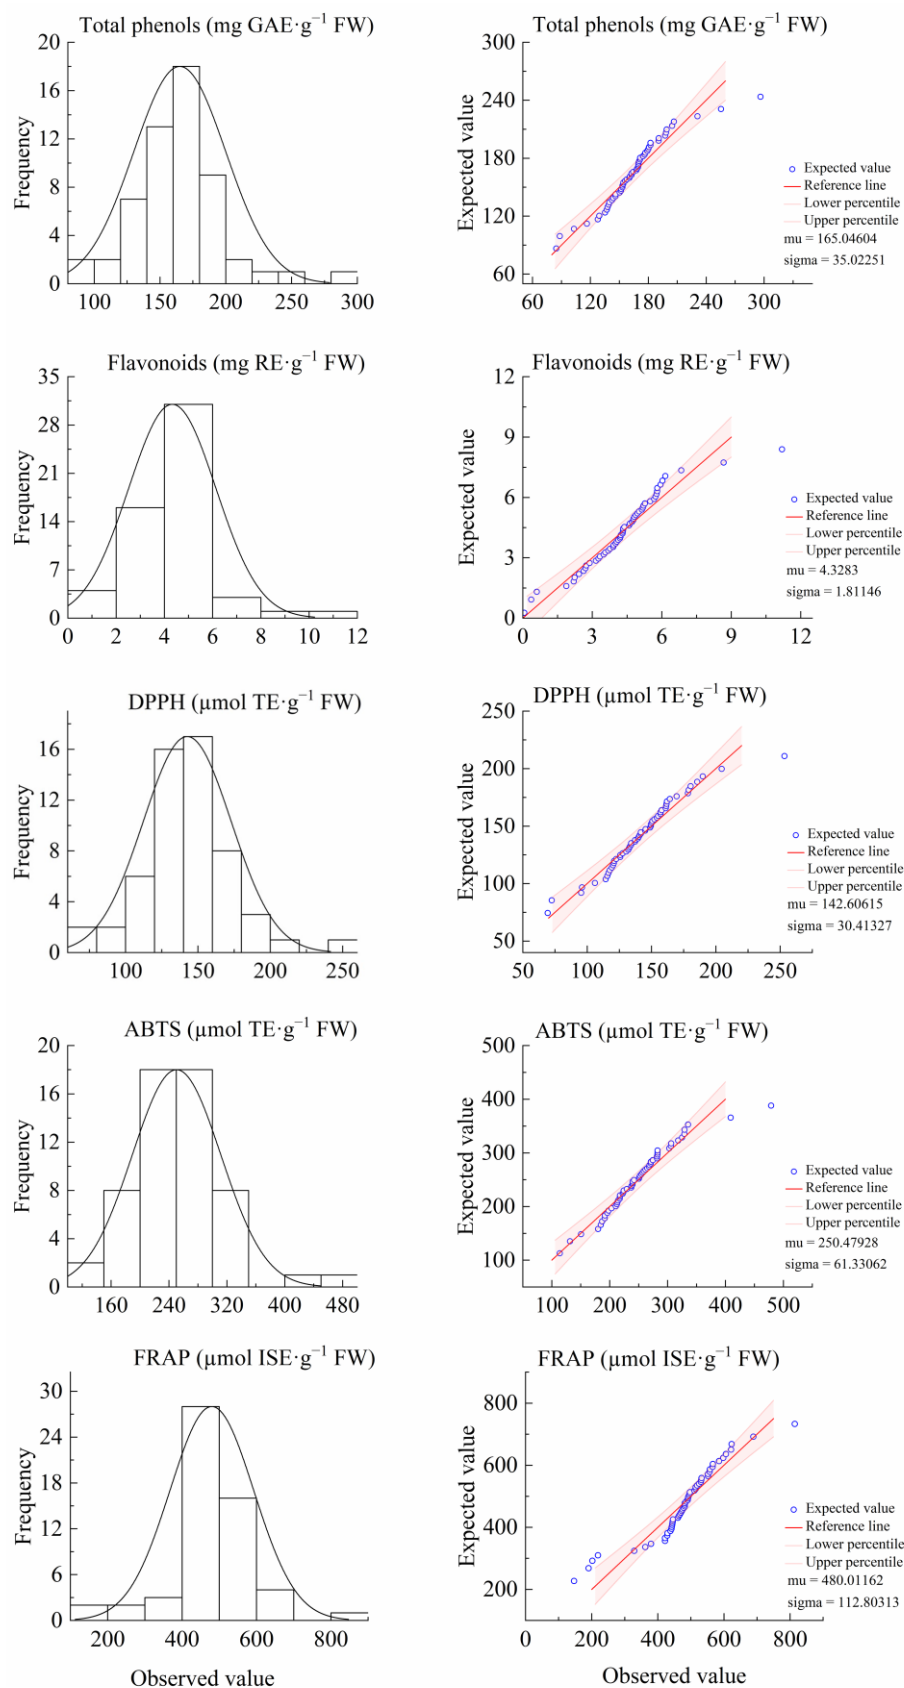 Total phenols (mg GAE·g⁻¹ FW)
20
16
12
8
4
0
Frequency
100
150
200
250
300
Total phenols (mg GAE·g⁻¹ FW)
300
240
180
120
60
Expected value
60
120
180
240
300
Expected value
Reference line
Lower percentile
Upper percentile
mu = 165.04604
sigma = 35.02251
Flavonoids (mg RE·g⁻¹ FW)
35
28
21
14
7
0
Frequency
0
2
4
6
8
10
12
Flavonoids (mg RE·g⁻¹ FW)
12
9
6
3
0
Expected value
3
6
9
12
Expected value
Reference line
Lower percentile
Upper percentile
mu = 4.3283
sigma = 1.81146
DPPH (µmol TE·g⁻¹ FW)
16
12
8
4
0
Frequency
100
150
200
250
DPPH (µmol TE·g⁻¹ FW)
250
200
150
100
50
Expected value
50
100
150
200
250
Expected value
Reference line
Lower percentile
Upper percentile
mu = 142.60615
sigma = 30.41327
ABTS (µmol TE·g⁻¹ FW)
20
16
12
8
4
0
Frequency
160
240
320
400
480
ABTS (µmol TE·g⁻¹ FW)
500
400
300
200
100
Expected value
100
200
300
400
500
Expected value
Reference line
Lower percentile
Upper percentile
mu = 250.47928
sigma = 61.33062
FRAP (µmol ISE·g⁻¹ FW)
30
24
18
12
6
0
Frequency
200
400
600
800
Observed value
FRAP (µmol ISE·g⁻¹ FW)
800
600
400
200
Expected value
0
200
400
600
800
Expected value
Reference line
Lower percentile
Upper percentile
mu = 480.01162
sigma = 112.80313
Observed value